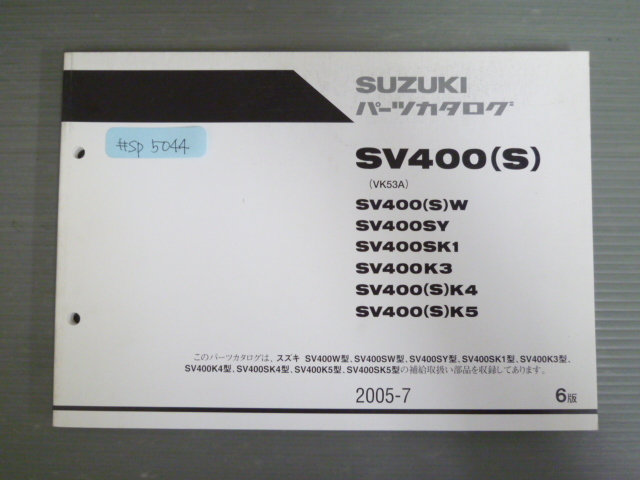 SUZUKI
パーツカタログ
#SP 5044
SV400(S)
(VK53A)
SV400(S)W
SV400SY
SV400SK1
SV400K3
SV400(S)K4
SV400(S)K5
このパーツカタログは、スズキ SV400W型、SV400SW型、SV400SY型、SV400SK1型、SV400K3型、
SV400K4型、SV400SK4型、SV400K5型、SV400SK5型の補給取扱い部品を収録してあります。
2005-7
6版